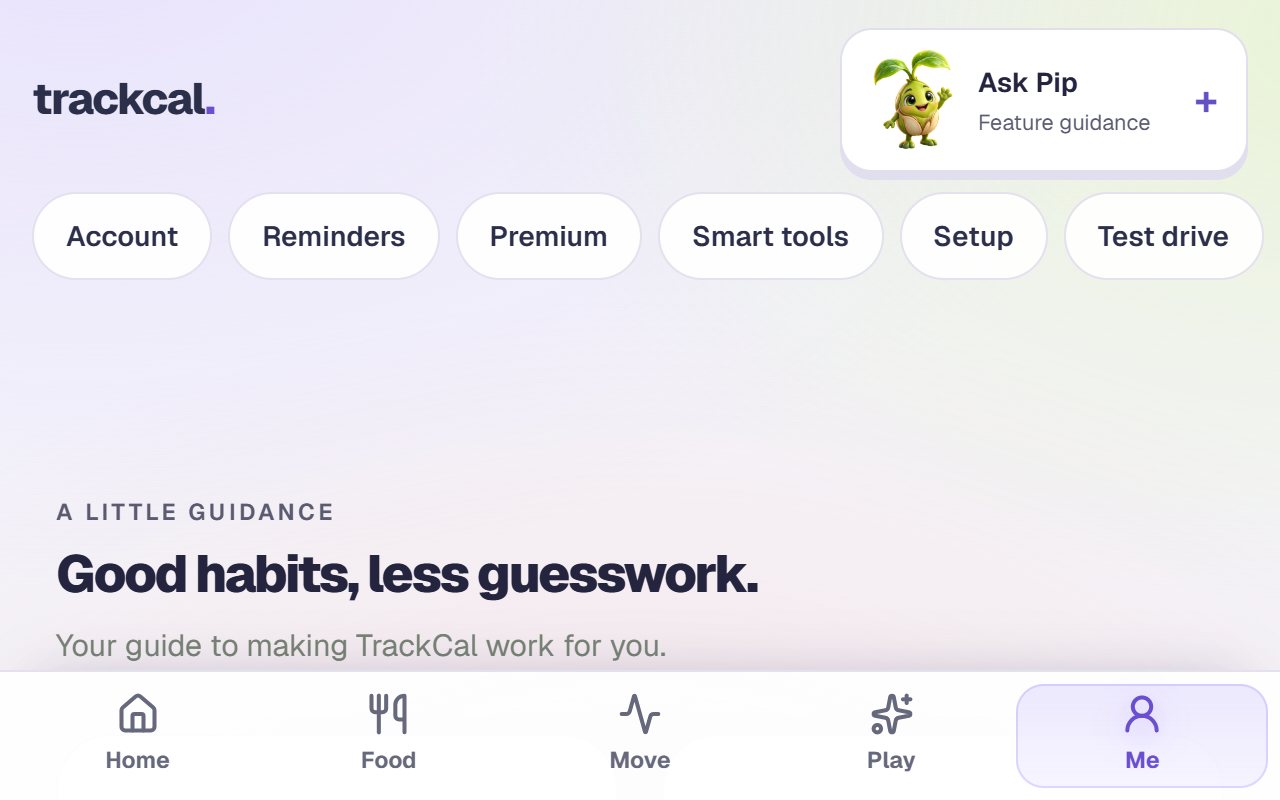 trackcal.
Ask Pip
Feature guidance
+
Account
Reminders
Premium
Smart tools
Setup
Test drive
A LITTLE GUIDANCE
Good habits, less guesswork.
Your guide to making TrackCal work for you.
Home
Food
Move
Play
Me